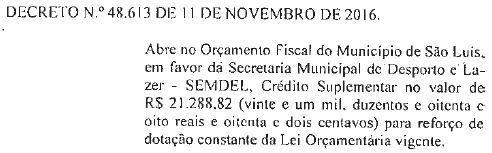 DECRETO N.º 48.613 DE 11 DE NOVEMBRO DE 2016.
Abre no Orçamento Fiscal do Município de São Luís,
em favor da Secretaria Municipal de Desporto e La-
zer - SEMDEL, Crédito Suplementar no valor de
R$ 21.288,82 (vinte e um mil, duzentos e oitenta e
oito reais e oitenta e dois centavos) para reforço de
dotação constante da Lei Orçamentária vigente.